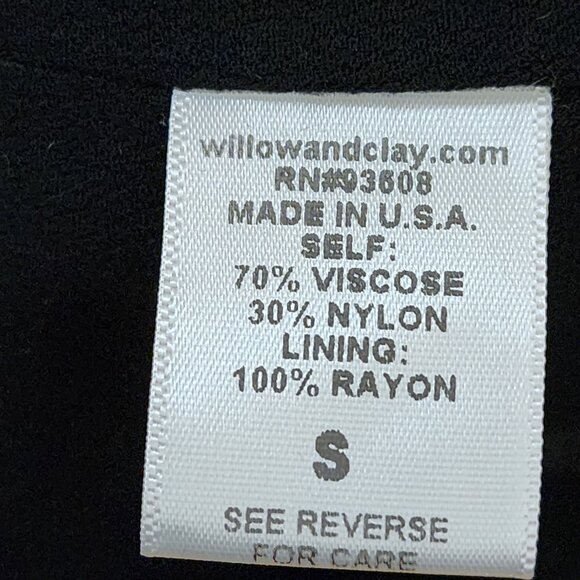 willowandclay.com
RN#93608
MADE IN U.S.A.
SELF:
70% VISCOSE
30% NYLON
LINING:
100% RAYON
S
SEE REVERSE
FOR CARE